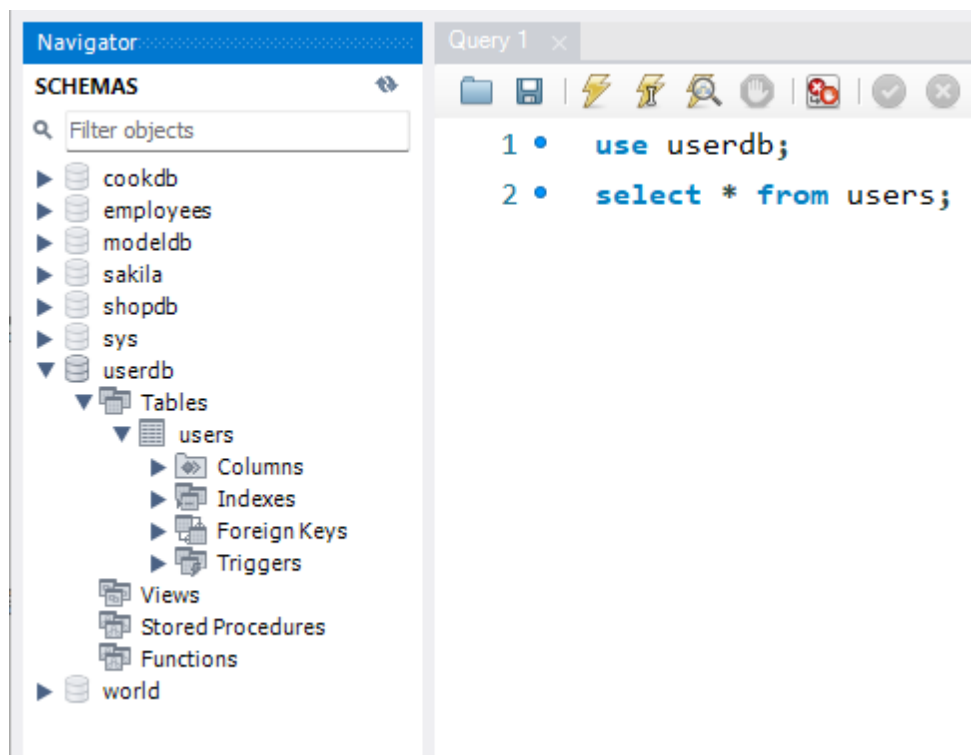 Navigator
SCHEMAS
Filter objects
cookdb
employees
modeldb
sakila
shopdb
sys
userdb
Tables
users
Columns
Indexes
Foreign Keys
Triggers
Views
Stored Procedures
Functions
world
Query 1
1 use userdb;
2 select * from users;